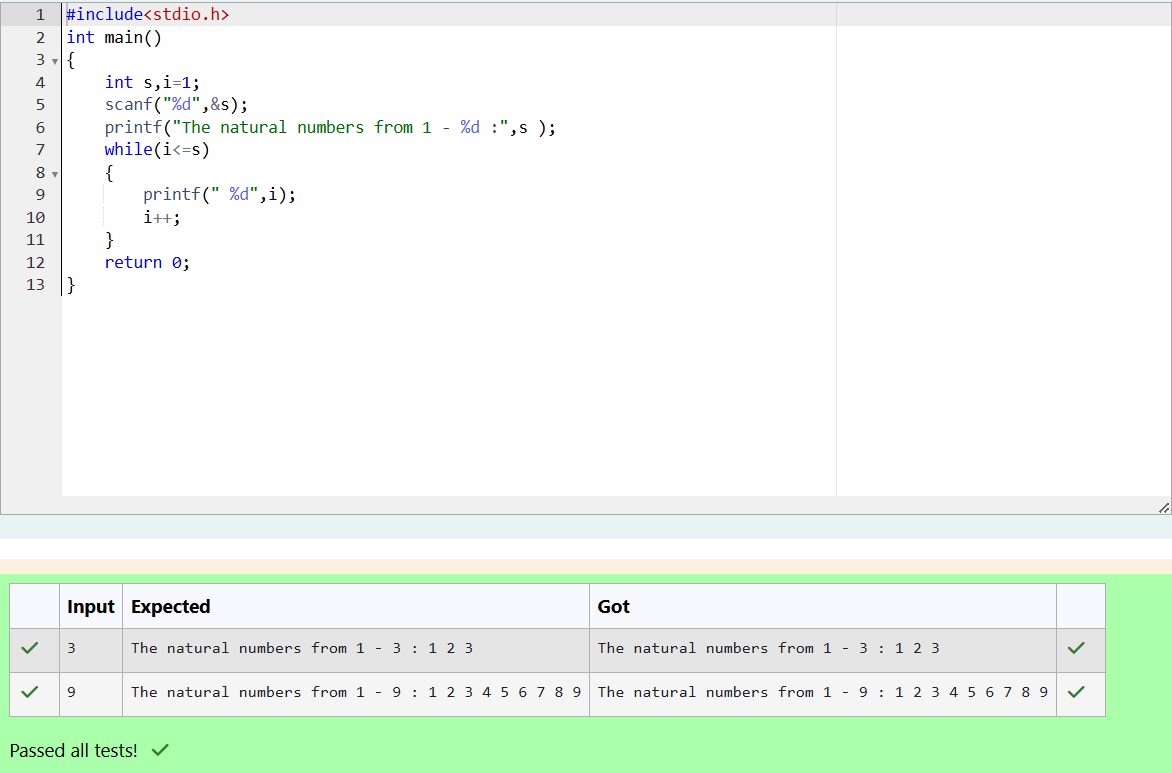 1 #include<stdio.h>
2 int main()
3 {
4     int s,i=1;
5     scanf("%d",&s);
6     printf("The natural numbers from 1 - %d :",s );
7     while(i<=s)
8     {
9         printf(" %d",i);
10         i++;
11     }
12     return 0;
13 }
Input Expected Got
3 The natural numbers from 1 - 3 : 1 2 3 The natural numbers from 1 - 3 : 1 2 3
9 The natural numbers from 1 - 9 : 1 2 3 4 5 6 7 8 9 The natural numbers from 1 - 9 : 1 2 3 4 5 6 7 8 9
Passed all tests!